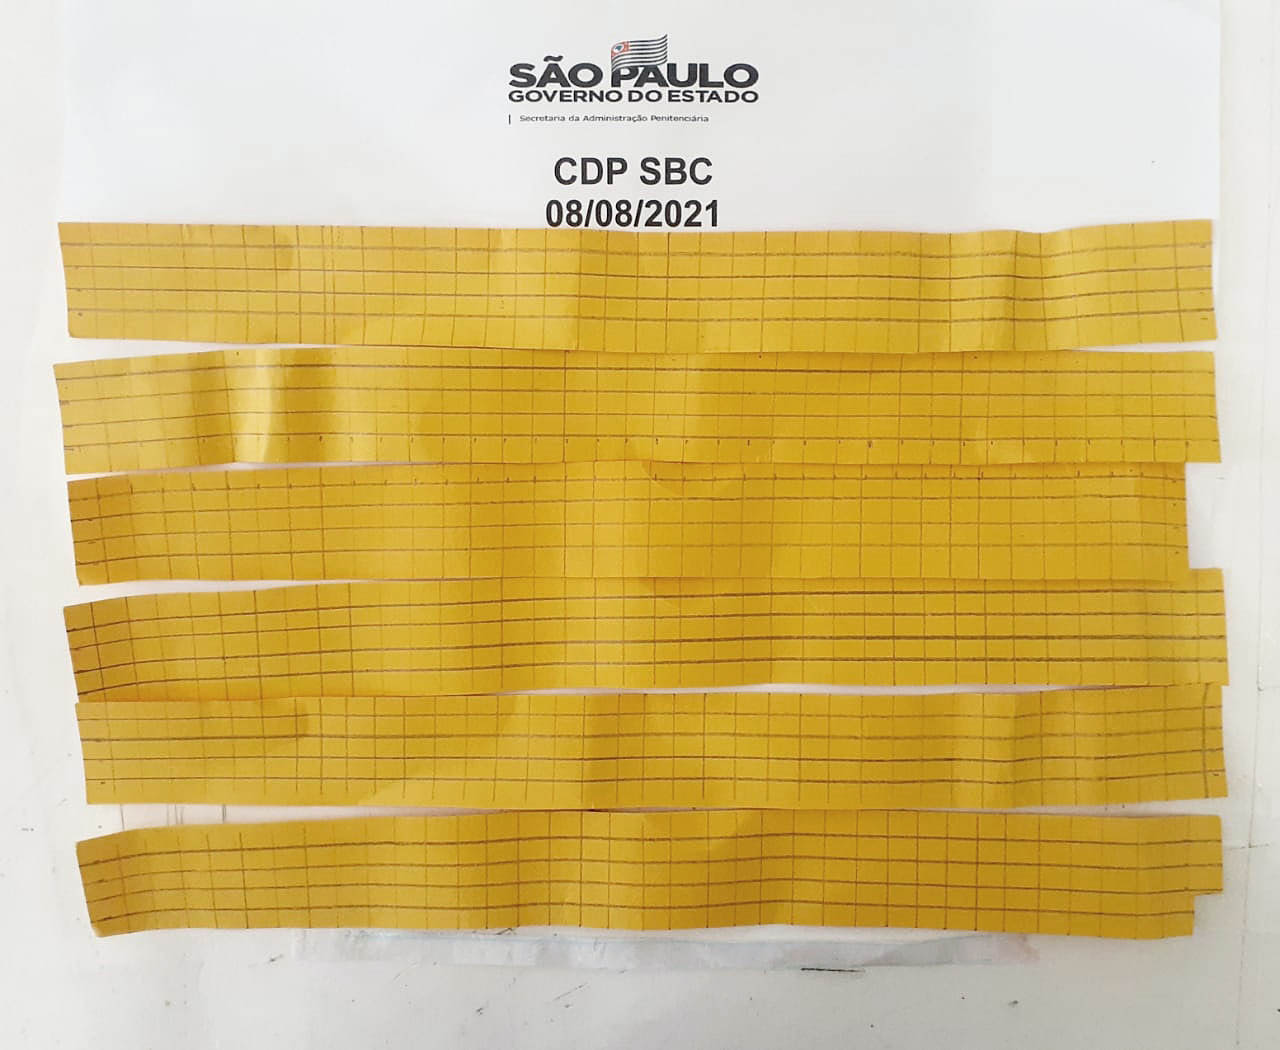 SÃO PAULO
GOVERNO DO ESTADO
Secretaria da Administração Penitenciária
CDP SBC
08/08/2021